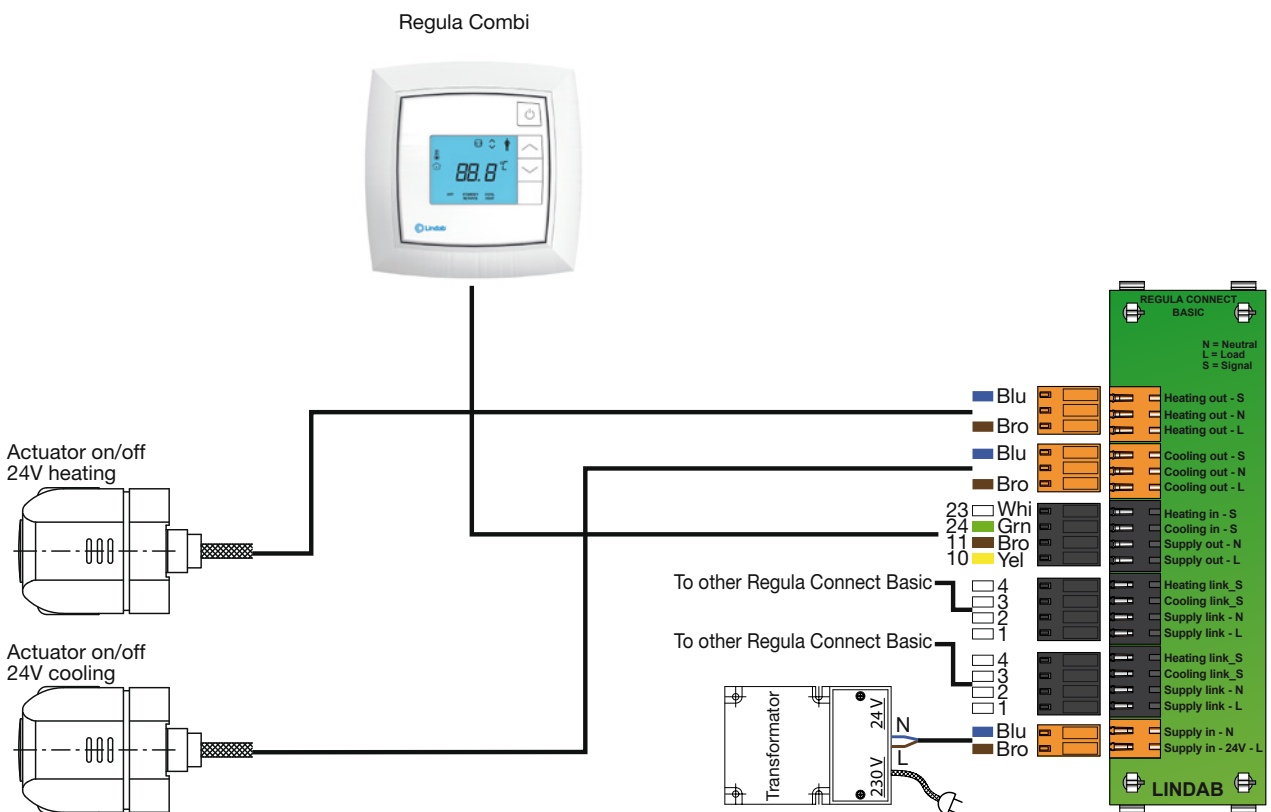 Regula Combi
88.8 °C
Lindab
REGULA CONNECT
BASIC
N = Neutral
L = Load
S = Signal
Blu
Bro
Heating out - S
Heating out - N
Heating out - L
Actuator on/off
24V heating
Blu
Bro
Cooling out - S
Cooling out - N
Cooling out - L
23 Whi
24 Grn
11 Bro
10 Yel
Heating in - S
Cooling in - S
Supply out - N
Supply out - L
To other Regula Connect Basic
4
3
2
1
Heating link_S
Cooling link_S
Supply link - N
Supply link - L
To other Regula Connect Basic
4
3
2
1
Heating link_S
Cooling link_S
Supply link - N
Supply link - L
Actuator on/off
24V cooling
Transformator
24 V
230 V
N
L
Blu
Bro
Supply in - N
Supply in - 24V - L
LINDAB